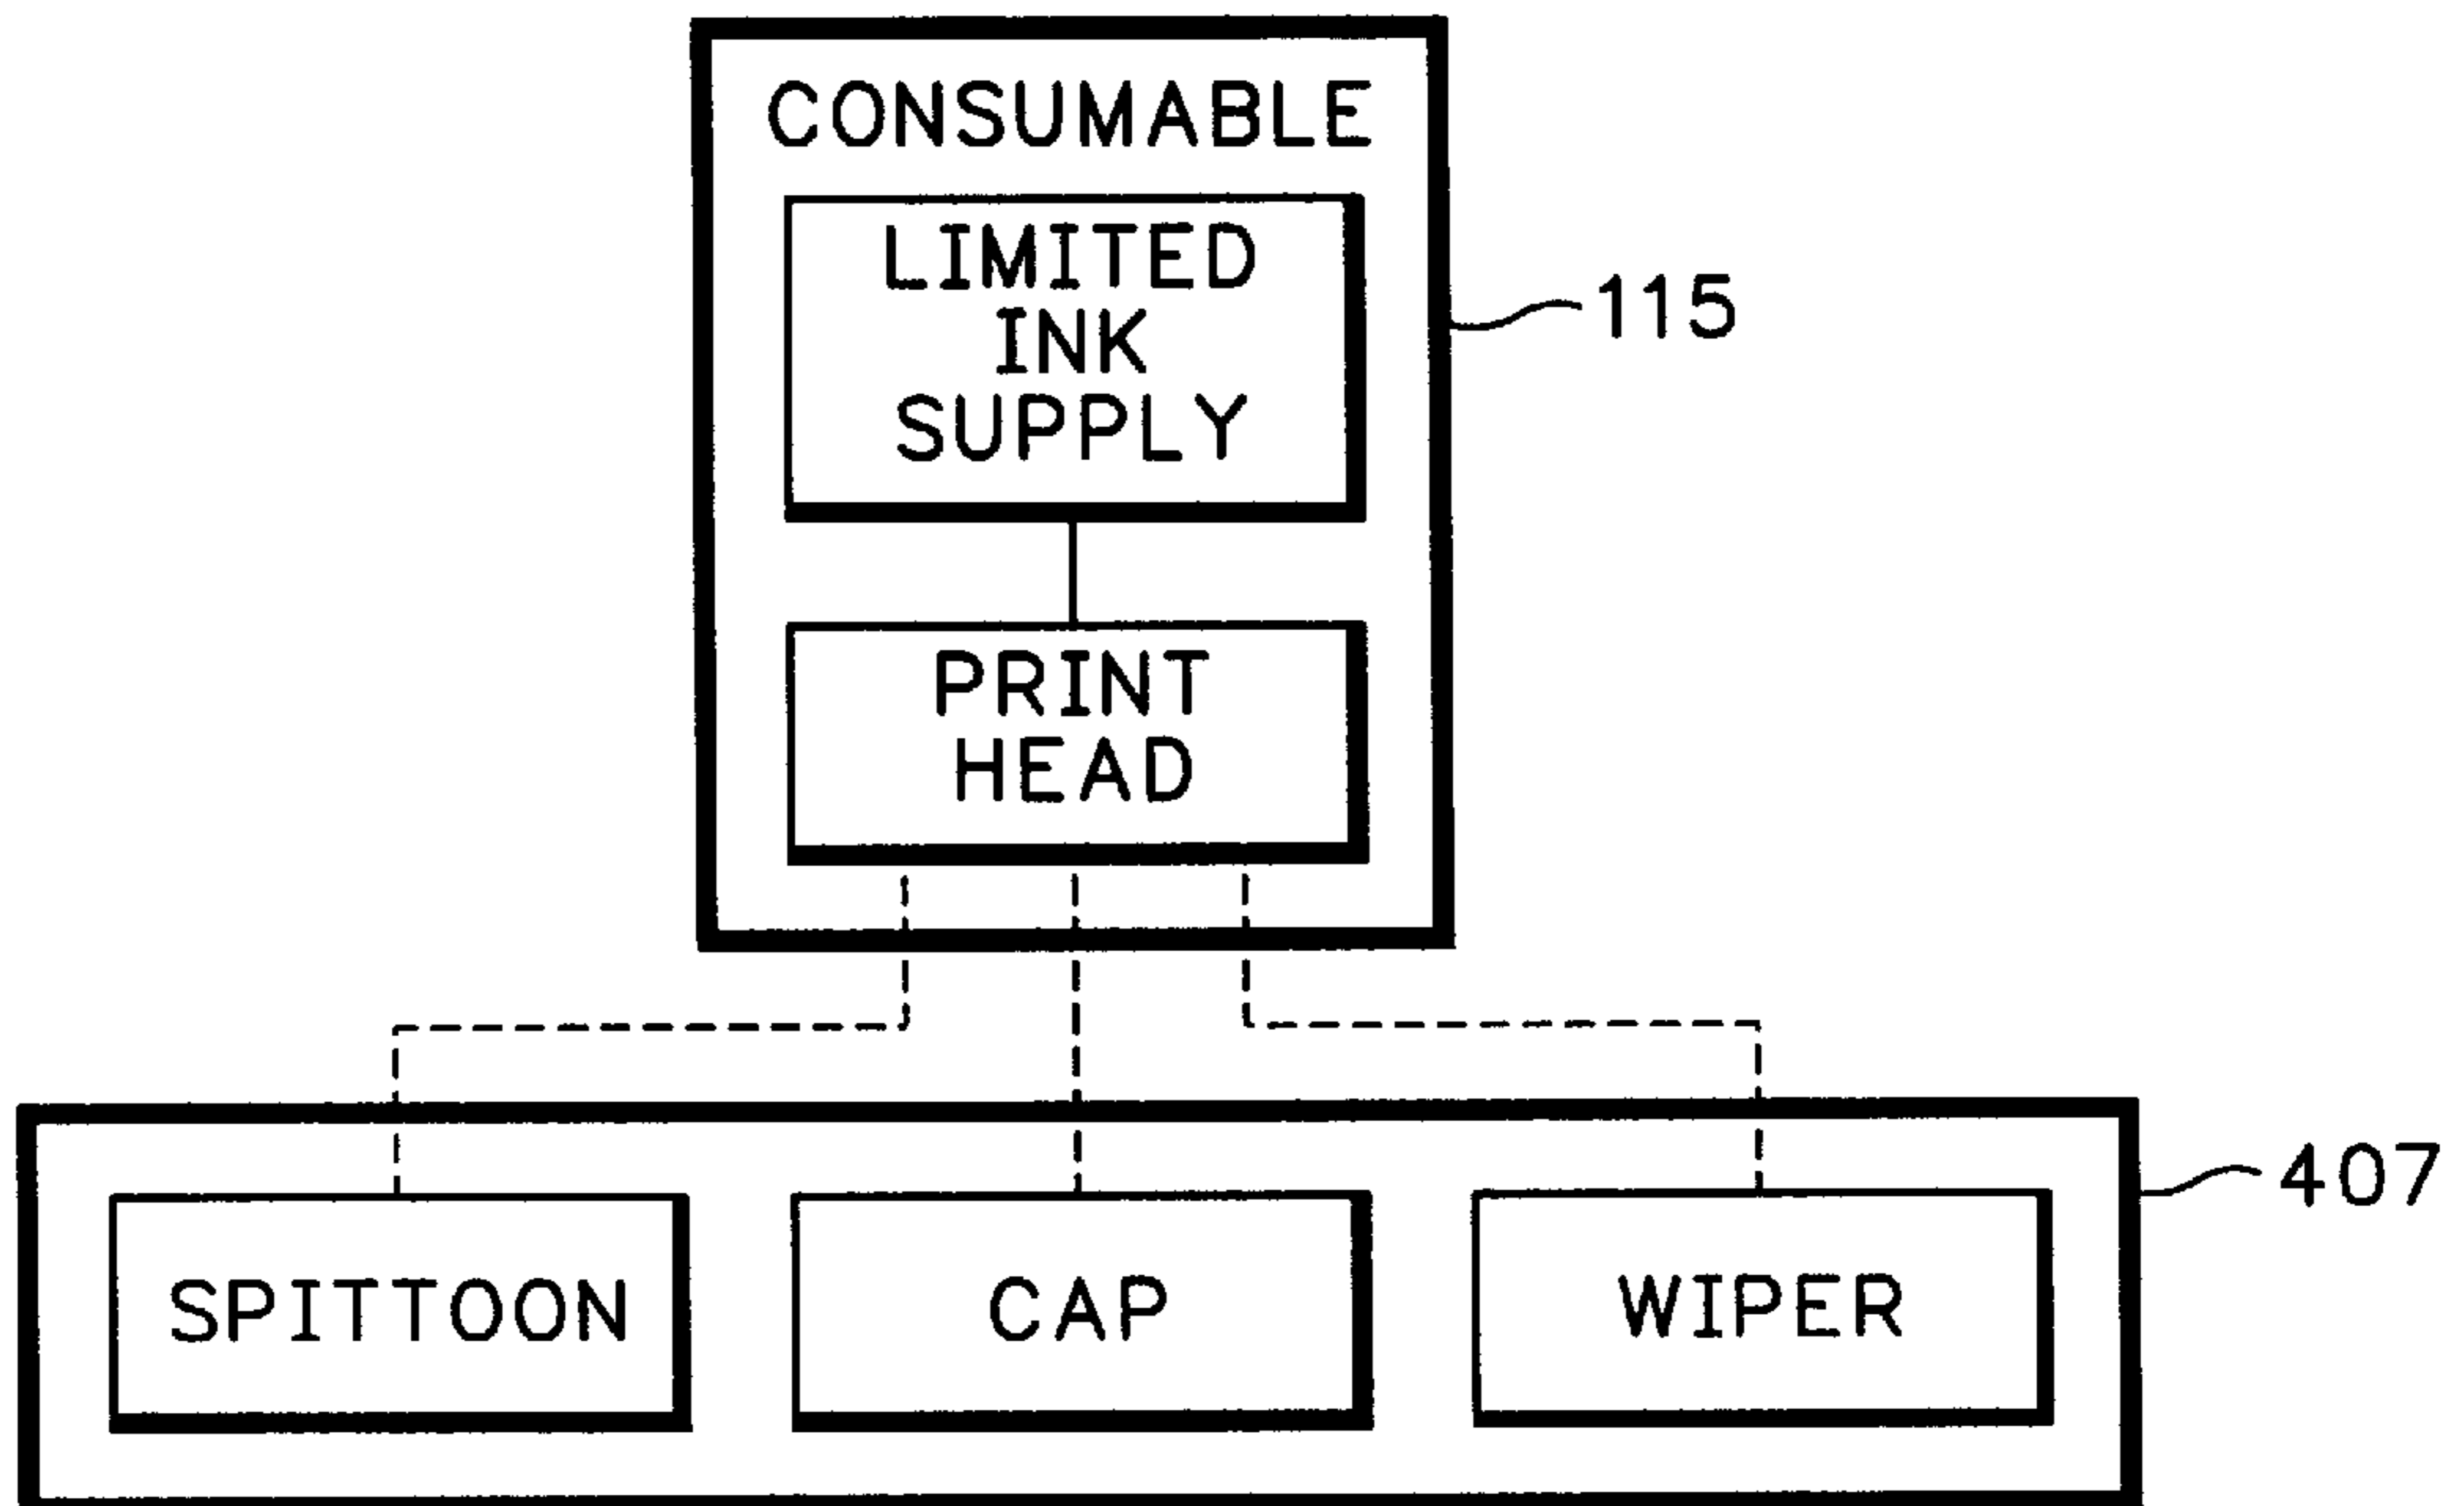 CONSUMABLE
LIMITED
INK
SUPPLY
115
PRINT
HEAD
407
SPITTOON
CAP
WIPER